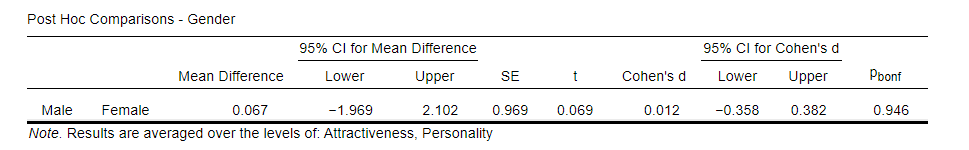 Post Hoc Comparisons - Gender
95% CI for Mean Difference 95% CI for Cohen's d
Mean Difference Lower Upper SE t Cohen's d Lower Upper pbonf
Male Female 0.067 −1.969 2.102 0.969 0.069 0.012 −0.358 0.382 0.946
Note. Results are averaged over the levels of: Attractiveness, Personality